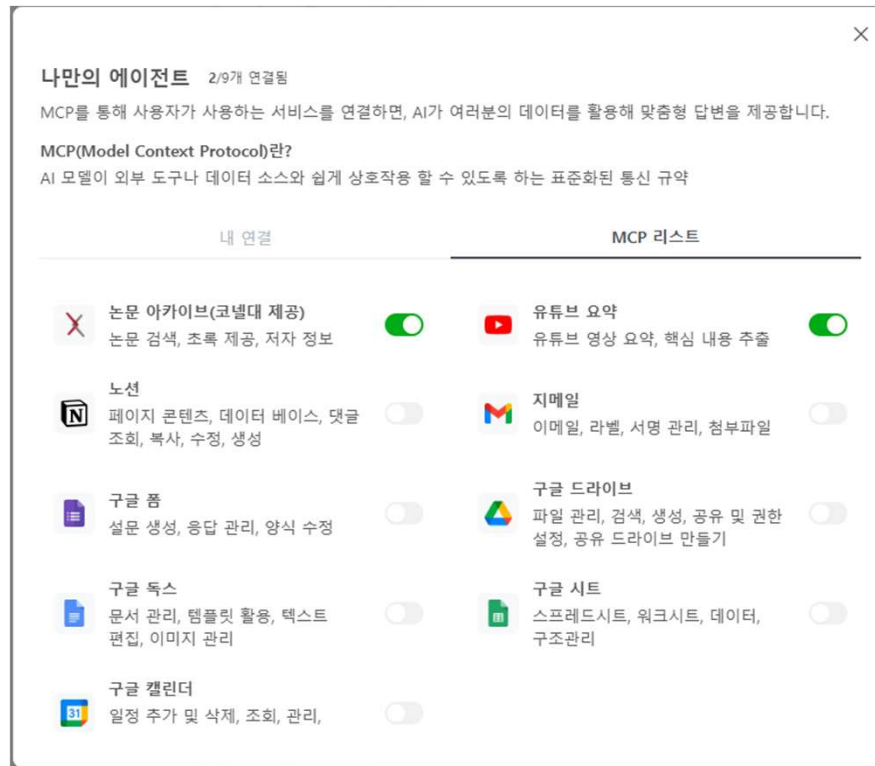 나만의 에이전트 2/9개 연결됨
MCP를 통해 사용자가 사용하는 서비스를 연결하면, AI가 여러분의 데이터를 활용해 맞춤형 답변을 제공합니다.
MCP(Model Context Protocol)란?
AI 모델이 외부 도구나 데이터 소스와 쉽게 상호작용 할 수 있도록 하는 표준화된 통신 규약
내 연결
MCP 리스트
논문 아카이브(코넬대 제공)
논문 검색, 초록 제공, 저자 정보
유튜브 요약
유튜브 영상 요약, 핵심 내용 추출
노션
페이지 콘텐츠, 데이터 베이스, 댓글
조회, 복사, 수정, 생성
지메일
이메일, 라벨, 서명 관리, 첨부파일
구글 폼
설문 생성, 응답 관리, 양식 수정
구글 드라이브
파일 관리, 검색, 생성, 공유 및 권한
설정, 공유 드라이브 만들기
구글 독스
문서 관리, 템플릿 활용, 텍스트
편집, 이미지 관리
구글 시트
스프레드시트, 워크시트, 데이터,
구조관리
31
구글 캘린더
일정 추가 및 삭제, 조회, 관리,